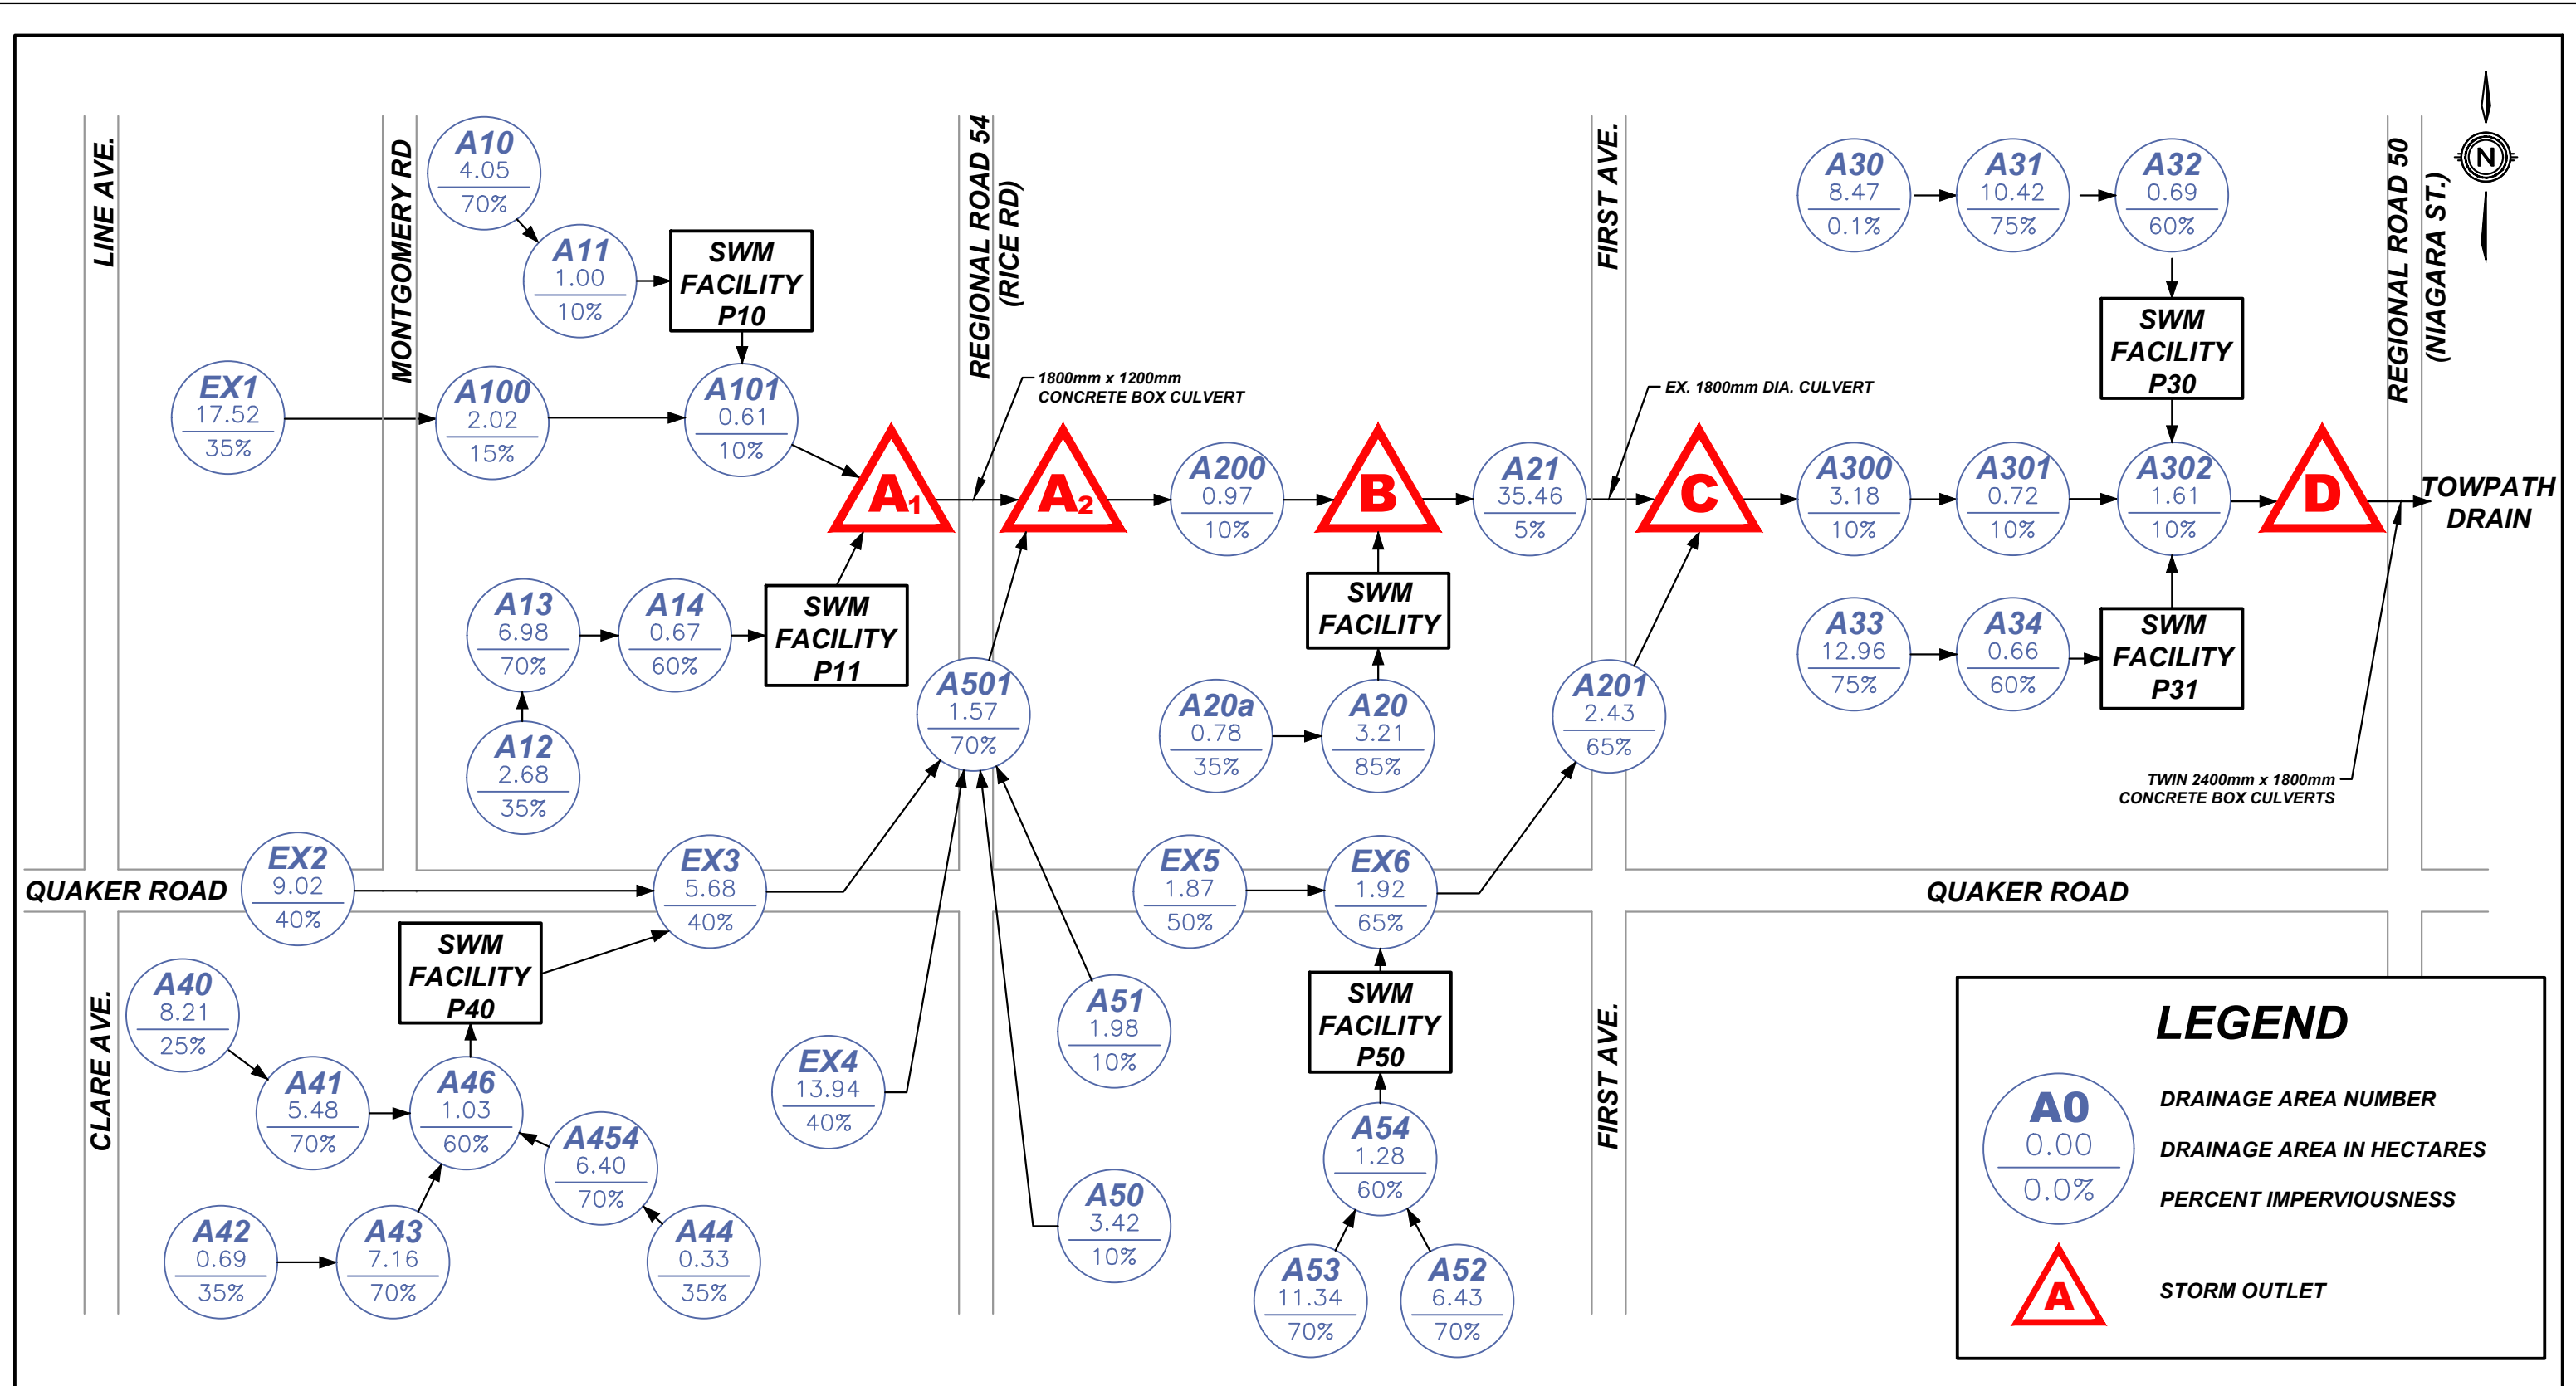 LINE AVE.
MONTGOMERY RD
REGIONAL ROAD 54
(RICE RD)
FIRST AVE.
REGIONAL ROAD 50
(NIAGARA ST.)
N
A10
4.05
70%
A11
1.00
10%
SWM
FACILITY
P10
EX1
17.52
35%
A100
2.02
15%
A101
0.61
10%
1800mm x 1200mm
CONCRETE BOX CULVERT
EX. 1800mm DIA. CULVERT
A30
8.47
0.1%
A31
10.42
75%
A32
0.69
60%
SWM
FACILITY
P30
A1
A2
A200
0.97
10%
B
A21
35.46
5%
C
A300
3.18
10%
A301
0.72
10%
A302
1.61
10%
D
TOWPATH
DRAIN
A13
6.98
70%
A14
0.67
60%
SWM
FACILITY
P11
A12
2.68
35%
A501
1.57
70%
SWM
FACILITY
A20a
0.78
35%
A20
3.21
85%
A201
2.43
65%
A33
12.96
75%
A34
0.66
60%
SWM
FACILITY
P31
TWIN 2400mm x 1800mm
CONCRETE BOX CULVERTS
QUAKER ROAD
EX2
9.02
40%
EX3
5.68
40%
EX5
1.87
50%
EX6
1.92
65%
QUAKER ROAD
CLARE AVE.
A40
8.21
25%
SWM
FACILITY
P40
A41
5.48
70%
A46
1.03
60%
A454
6.40
70%
A42
0.69
35%
A43
7.16
70%
A44
0.33
35%
EX4
13.94
40%
A51
1.98
10%
A50
3.42
10%
SWM
FACILITY
P50
A54
1.28
60%
A53
11.34
70%
A52
6.43
70%
FIRST AVE.
LEGEND
A0
0.00
0.0%
DRAINAGE AREA NUMBER
DRAINAGE AREA IN HECTARES
PERCENT IMPERVIOUSNESS
A
STORM OUTLET